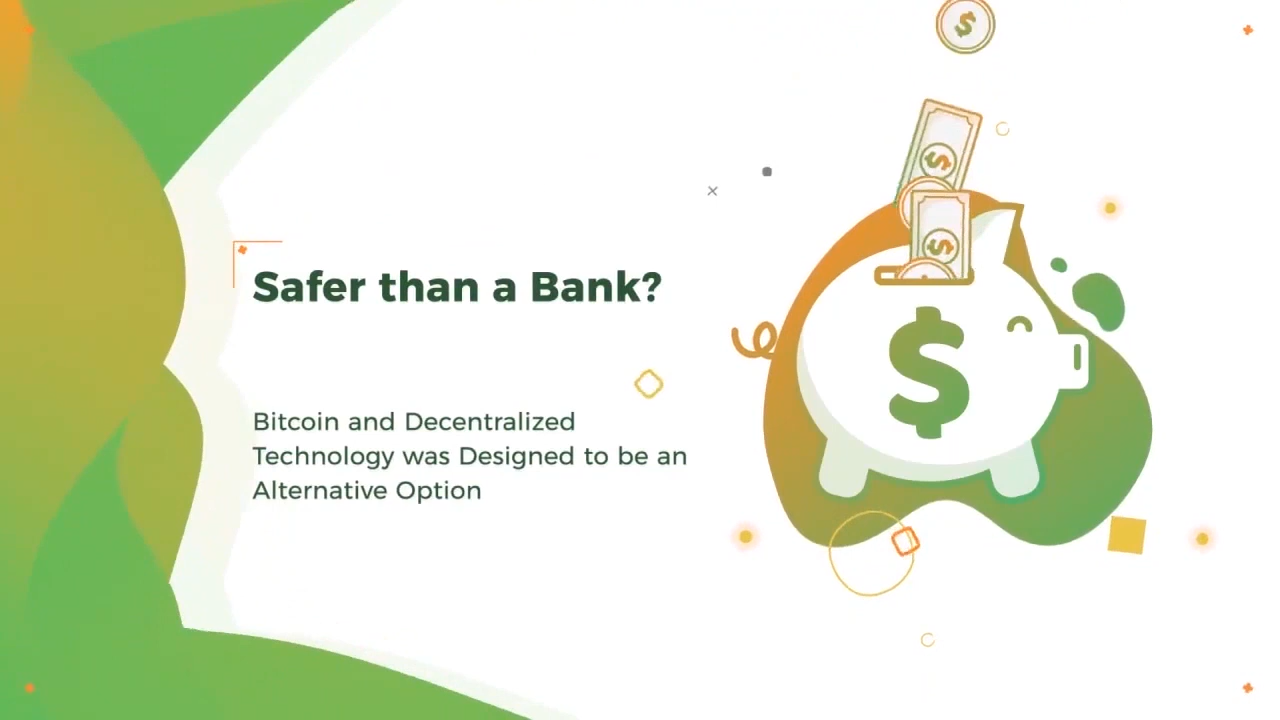 Safer than a Bank?
Bitcoin and Decentralized
Technology was Designed to be an
Alternative Option
$
$
$
$